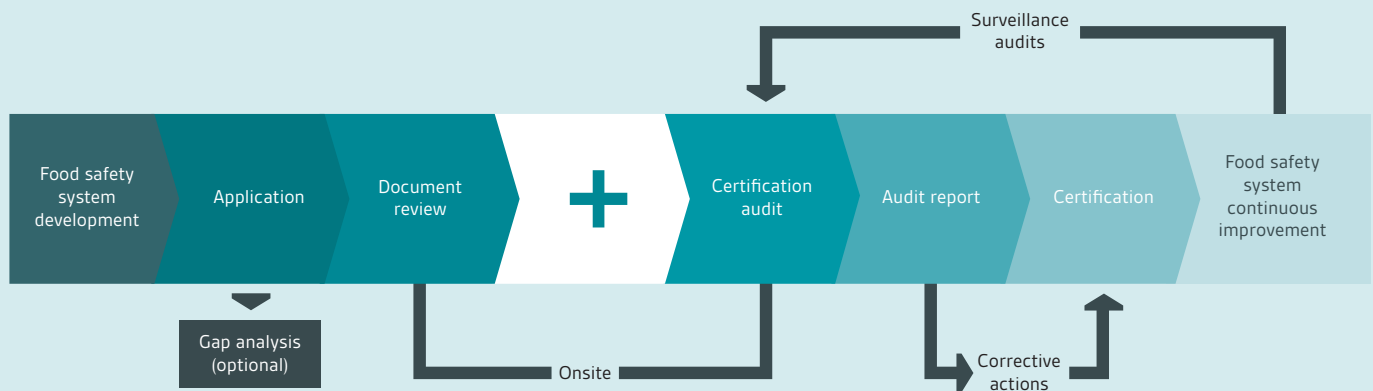 Surveillance
audits
Food safety
system
development
Application
Document
review
+
Certification
audit
Audit report
Certification
Food safety
system
continuous
improvement
Gap analysis
(optional)
Onsite
Corrective
actions